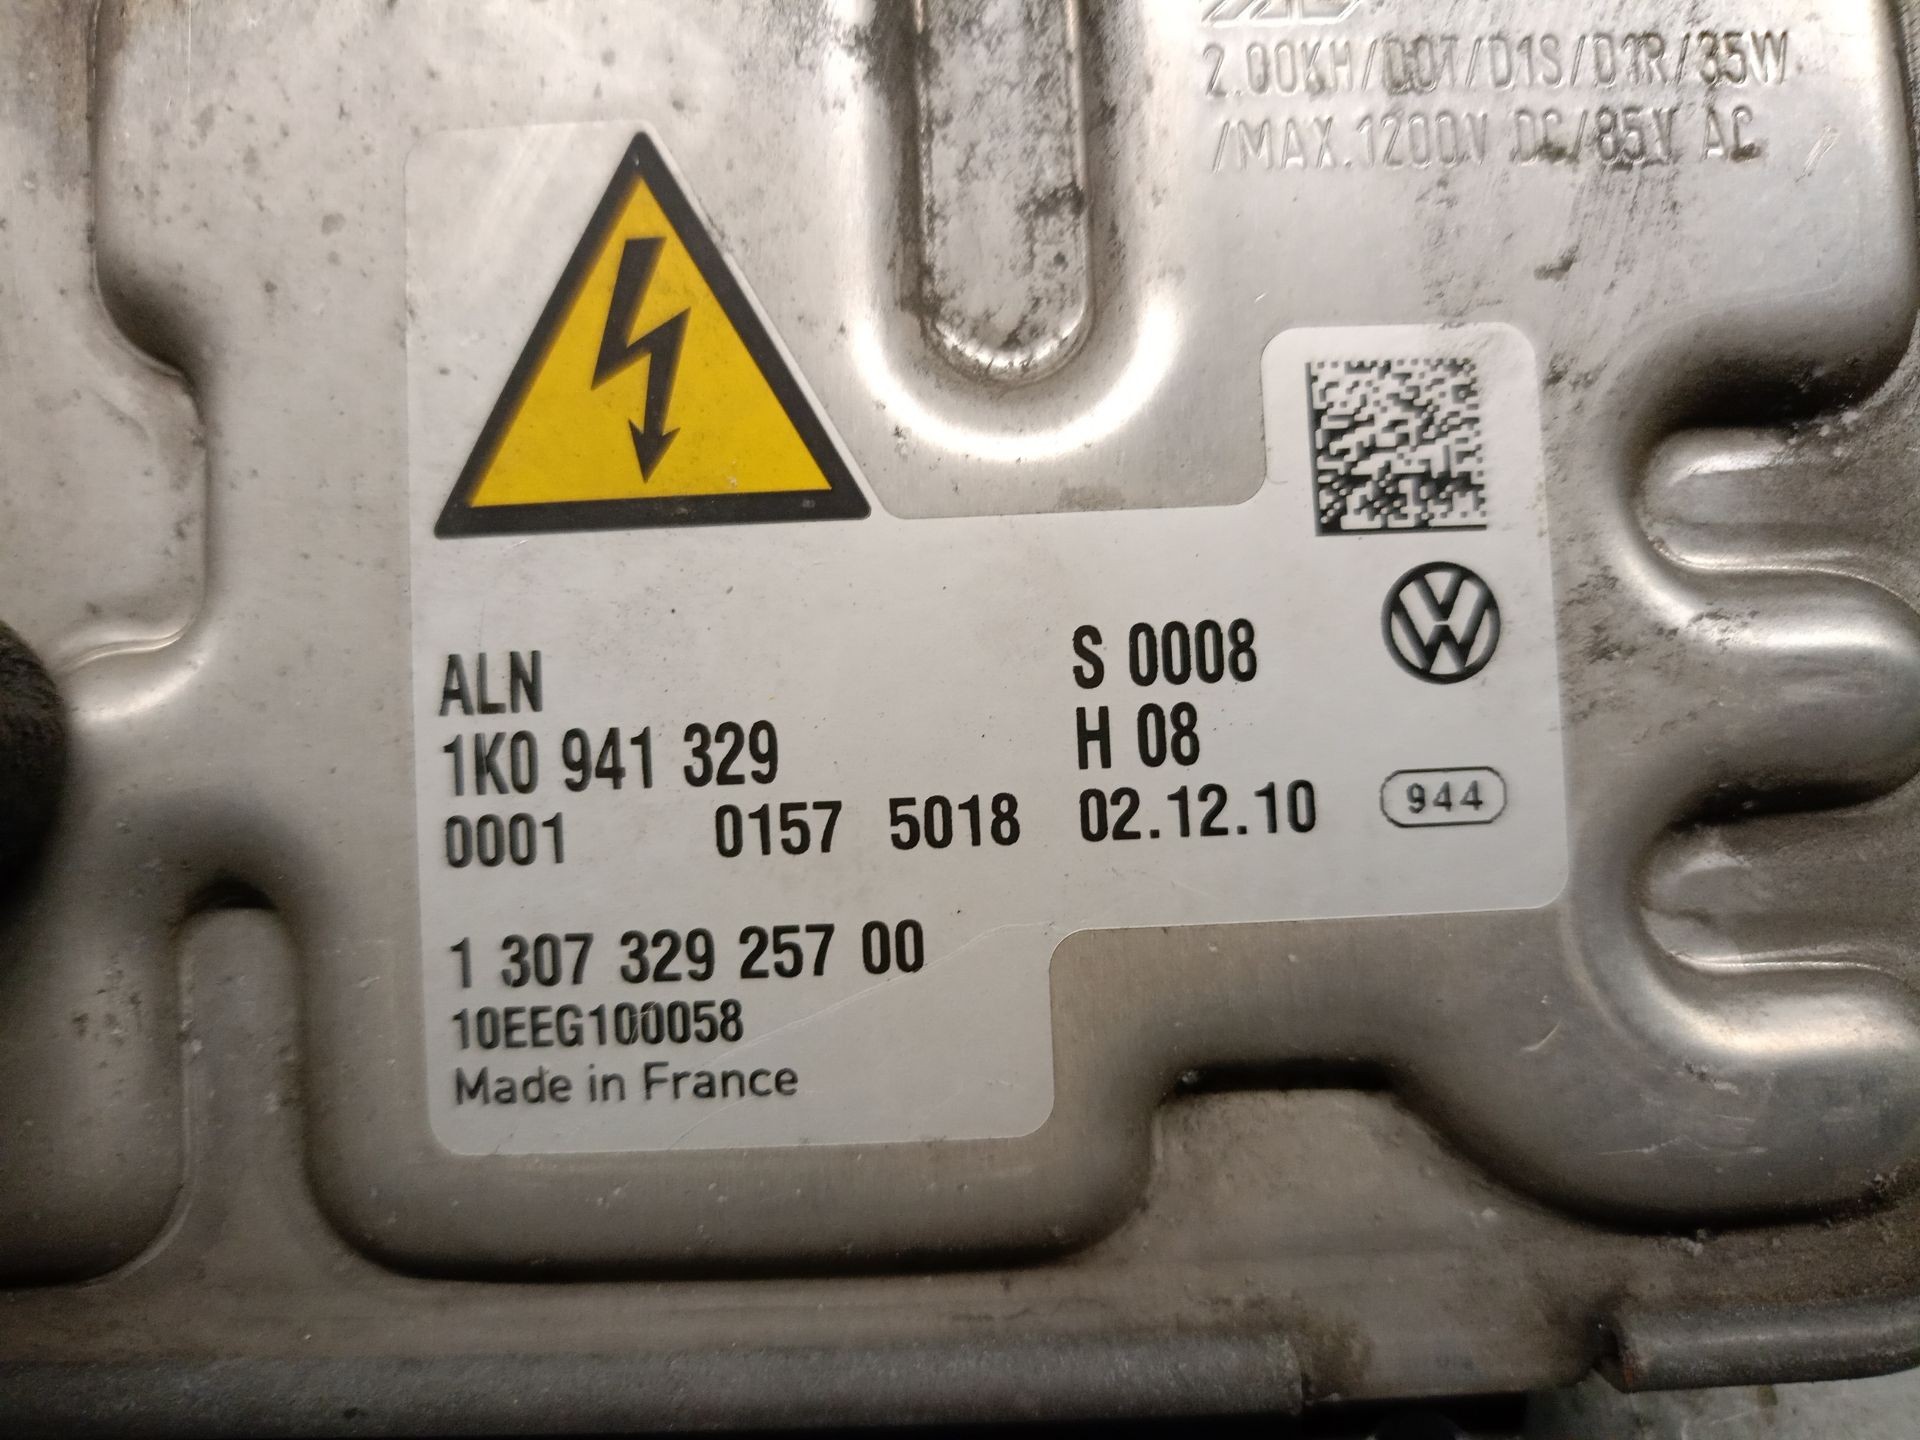 2.00KH/DOT/D1S/D1R/35W
/MAX.1200V DC/85V AC
ALN
S 0008
1K0 941 329
H 08
0001 0157 5018 02.12.10
944
1 307 329 257 00
10EEG100058
Made in France